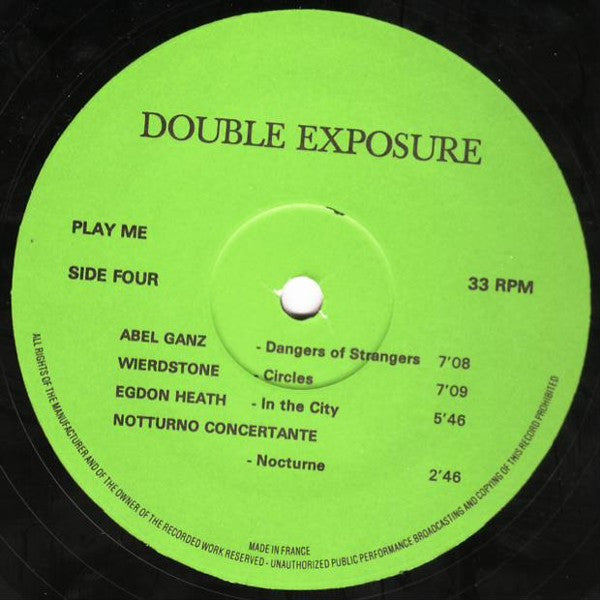 DOUBLE EXPOSURE
PLAY ME
SIDE FOUR 33 RPM
ABEL GANZ - Dangers of Strangers 7'08
WIERDSTONE - Circles 7'09
EGDON HEATH - In the City 5'46
NOTTURNO CONCERTANTE
- Nocturne 2'46
MADE IN FRANCE
ALL RIGHTS OF THE MANUFACTURER AND OF THE OWNER OF THE RECORDED WORK RESERVED - UNAUTHORIZED PUBLIC PERFORMANCE BROADCASTING AND COPYING OF THIS RECORD PROHIBITED